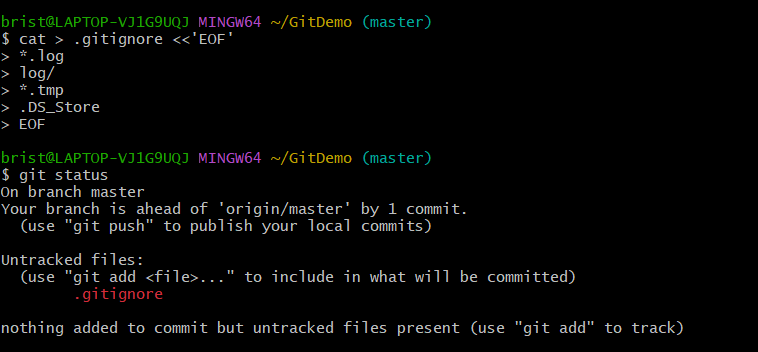 brist@LAPTOP-VJ1G9UQJ MINGW64 ~/GitDemo (master)
$ cat > .gitignore <<'EOF'
> *.log
> log/
> *.tmp
> .DS_Store
> EOF
brist@LAPTOP-VJ1G9UQJ MINGW64 ~/GitDemo (master)
$ git status
On branch master
Your branch is ahead of 'origin/master' by 1 commit.
  (use "git push" to publish your local commits)
Untracked files:
  (use "git add <file>..." to include in what will be committed)
        .gitignore
nothing added to commit but untracked files present (use "git add" to track)